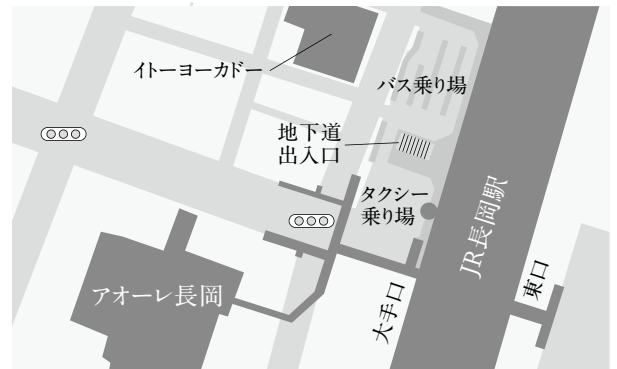 イトーヨーカドー
バス乗り場
地下道
出入口
タクシー
乗り場
JR長岡駅
東口
大手口
アオーレ長岡